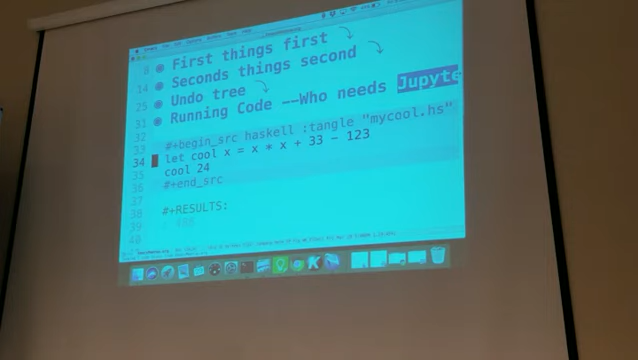 8 First things first
14 Seconds things second
25 Undo tree
31 Running Code --Who needs Jupyte
32
33 #+begin_src haskell :tangle "mycool.hs"
34 let cool x = x * x + 33 - 123
35 cool 24
36 #+end_src
37
38 #+RESULTS:
39
40